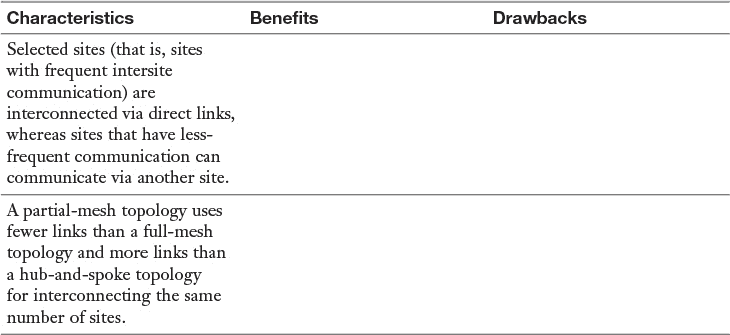 Characteristics Benefits Drawbacks
Selected sites (that is, sites
with frequent intersite
communication) are
interconnected via direct links,
whereas sites that have less-
frequent communication can
communicate via another site.
A partial-mesh topology uses
fewer links than a full-mesh
topology and more links than
a hub-and-spoke topology
for interconnecting the same
number of sites.